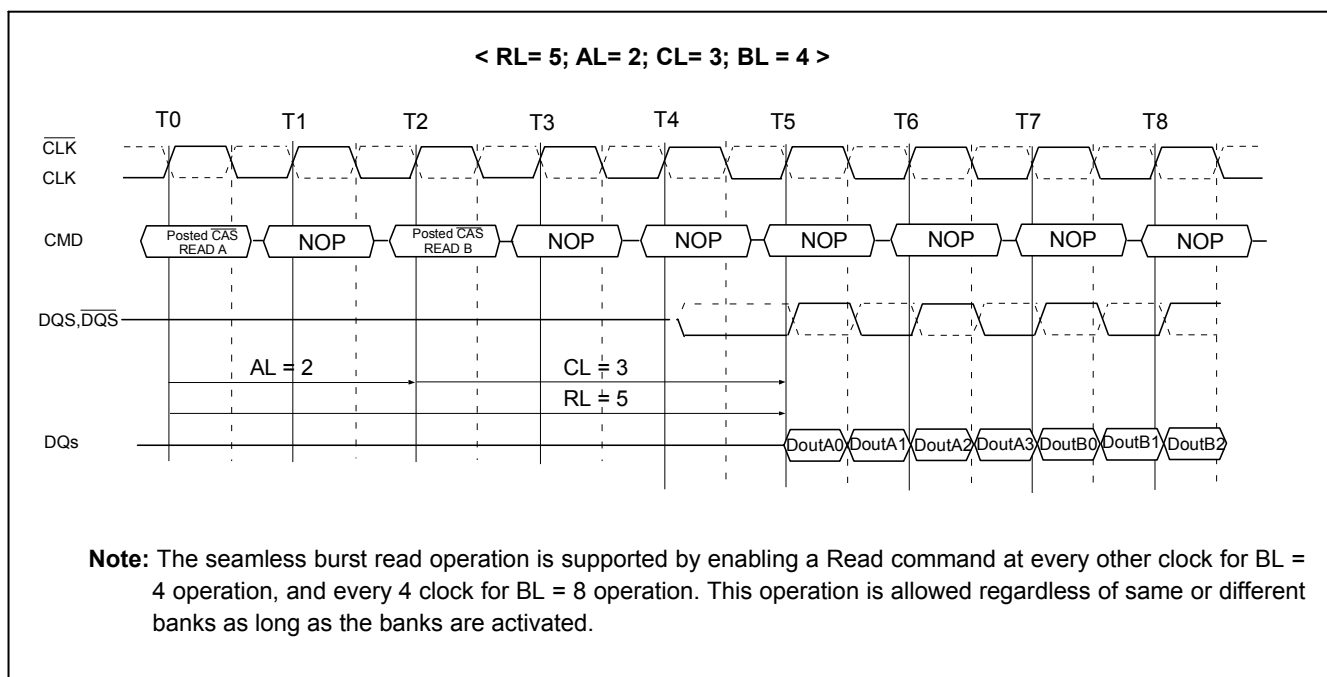 < RL= 5; AL= 2; CL= 3; BL = 4 >
T0 T1 T2 T3 T4 T5 T6 T7 T8
C̅L̅K̅
CLK
CMD
Posted C̅A̅S̅
READ A
NOP
Posted C̅A̅S̅
READ B
NOP
NOP
NOP
NOP
NOP
NOP
DQS,D̅Q̅S̅
AL = 2
CL = 3
RL = 5
DQs
DoutA0 DoutA1 DoutA2 DoutA3 DoutB0 DoutB1 DoutB2
Note: The seamless burst read operation is supported by enabling a Read command at every other clock for BL =
4 operation, and every 4 clock for BL = 8 operation. This operation is allowed regardless of same or different
banks as long as the banks are activated.